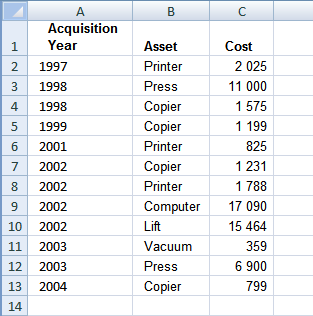 A B C
1 Acquisition Year Asset Cost
2 1997 Printer 2 025
3 1998 Press 11 000
4 1998 Copier 1 575
5 1999 Copier 1 199
6 2001 Printer 825
7 2002 Copier 1 231
8 2002 Printer 1 788
9 2002 Computer 17 090
10 2002 Lift 15 464
11 2003 Vacuum 359
12 2003 Press 6 900
13 2004 Copier 799
14